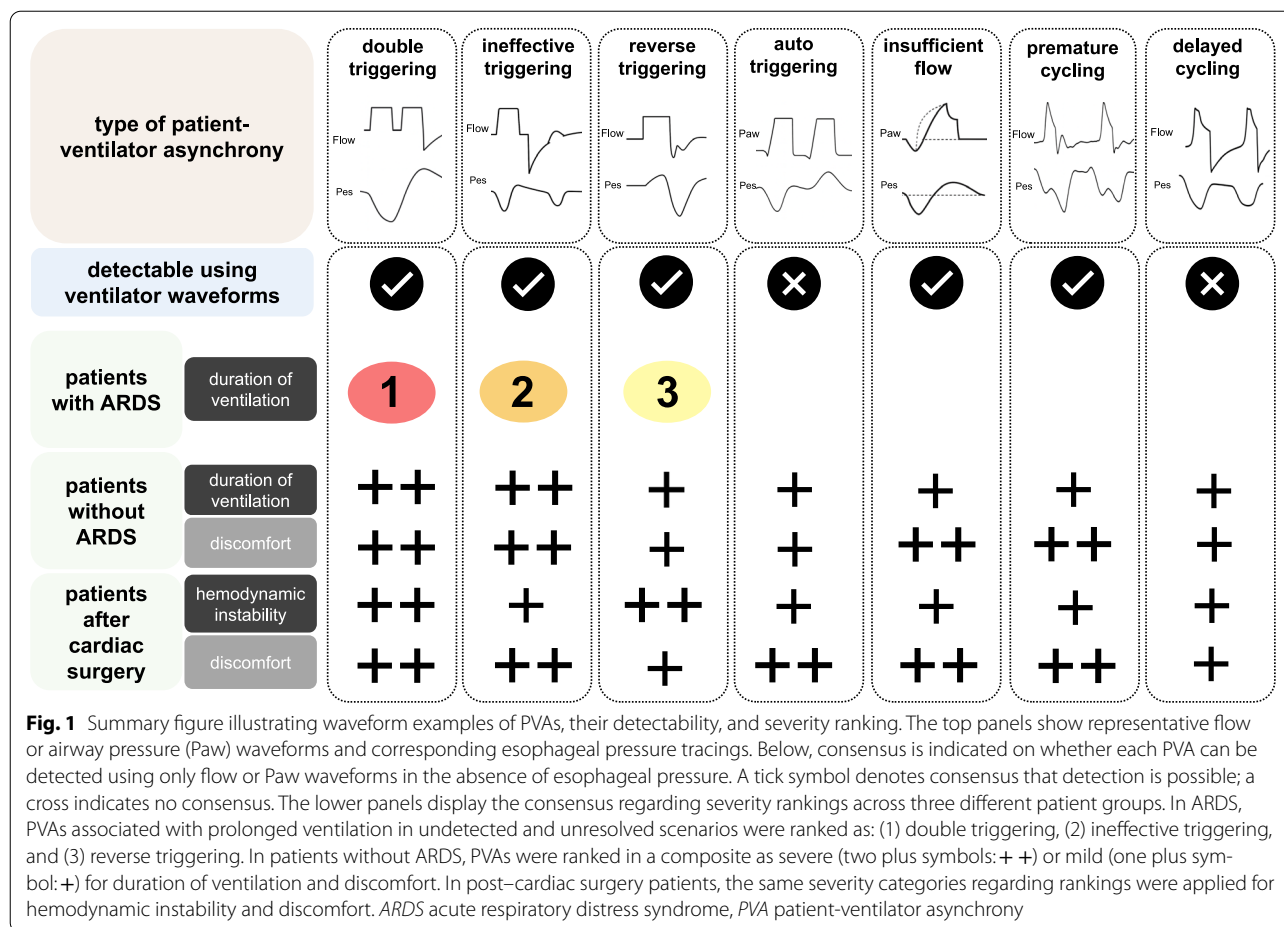 double triggering
ineffective triggering
reverse triggering
auto triggering
insufficient flow
premature cycling
delayed cycling
type of patient-
ventilator asynchrony
Flow
Flow
Flow
Paw
Paw
Flow
Flow
Pes
Pes
Pes
Pes
Pes
Pes
Pes
detectable using
ventilator waveforms
patients
with ARDS
duration of
ventilation
1 2 3
patients
without
ARDS
duration of
ventilation
++ ++ + + + + +
discomfort
++ ++ + + ++ ++ +
patients
after
cardiac
surgery
hemodynamic
instability
++ + ++ + + + +
discomfort
++ ++ + ++ ++ ++ +
Fig. 1 Summary figure illustrating waveform examples of PVAs, their detectability, and severity ranking. The top panels show representative flow
or airway pressure (Paw) waveforms and corresponding esophageal pressure tracings. Below, consensus is indicated on whether each PVA can be
detected using only flow or Paw waveforms in the absence of esophageal pressure. A tick symbol denotes consensus that detection is possible; a
cross indicates no consensus. The lower panels display the consensus regarding severity rankings across three different patient groups. In ARDS,
PVAs associated with prolonged ventilation in undetected and unresolved scenarios were ranked as: (1) double triggering, (2) ineffective triggering,
and (3) reverse triggering. In patients without ARDS, PVAs were ranked in a composite as severe (two plus symbols: + +) or mild (one plus sym-
bol: +) for duration of ventilation and discomfort. In post–cardiac surgery patients, the same severity categories regarding rankings were applied for
hemodynamic instability and discomfort. ARDS acute respiratory distress syndrome, PVA patient-ventilator asynchrony